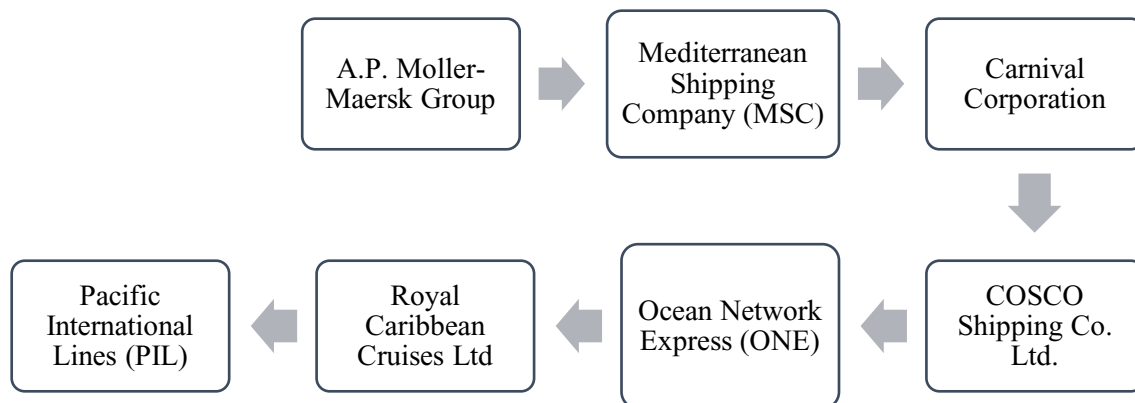 A.P. Moller-
Maersk Group
Mediterranean
Shipping
Company (MSC)
Carnival
Corporation
COSCO
Shipping Co.
Ltd.
Ocean Network
Express (ONE)
Royal
Caribbean
Cruises Ltd
Pacific
International
Lines (PIL)